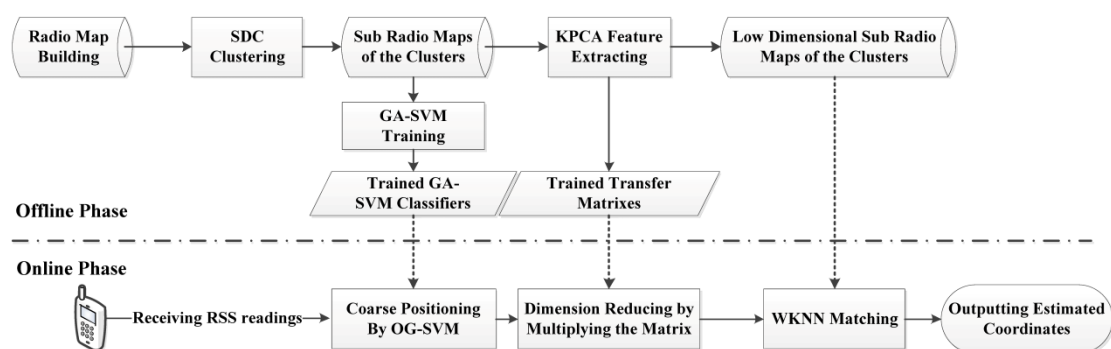 Radio Map
Building
SDC
Clustering
Sub Radio Maps
of the Clusters
KPCA Feature
Extracting
Low Dimensional Sub Radio
Maps of the Clusters
GA-SVM
Training
Trained GA-
SVM Classifiers
Trained Transfer
Matrixes
Offline Phase
Online Phase
Receiving RSS readings
Coarse Positioning
By OG-SVM
Dimension Reducing by
Multiplying the Matrix
WKNN Matching
Outputting Estimated
Coordinates